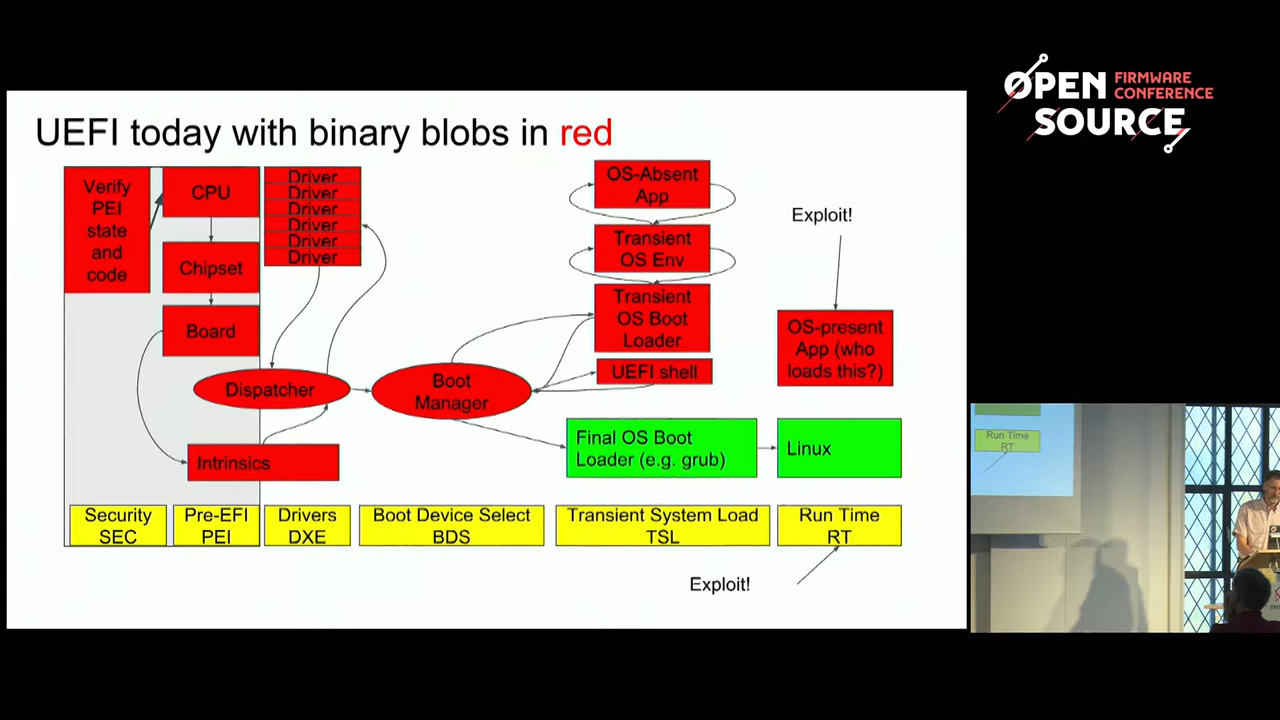 OPEN
SOURCE
FIRMWARE
CONFERENCE
UEFI today with binary blobs in red
Verify
PEI
state
and
code
CPU
Chipset
Board
Driver
Driver
Driver
Driver
Driver
Driver
Dispatcher
Intrinsics
Boot
Manager
OS-Absent
App
Transient
OS Env
Transient
OS Boot
Loader
UEFI shell
Final OS Boot
Loader (e.g. grub)
Exploit!
OS-present
App (who
loads this?)
Linux
Security
SEC
Pre-EFI
PEI
Drivers
DXE
Boot Device Select
BDS
Transient System Load
TSL
Run Time
RT
Exploit!
Run Time
RT